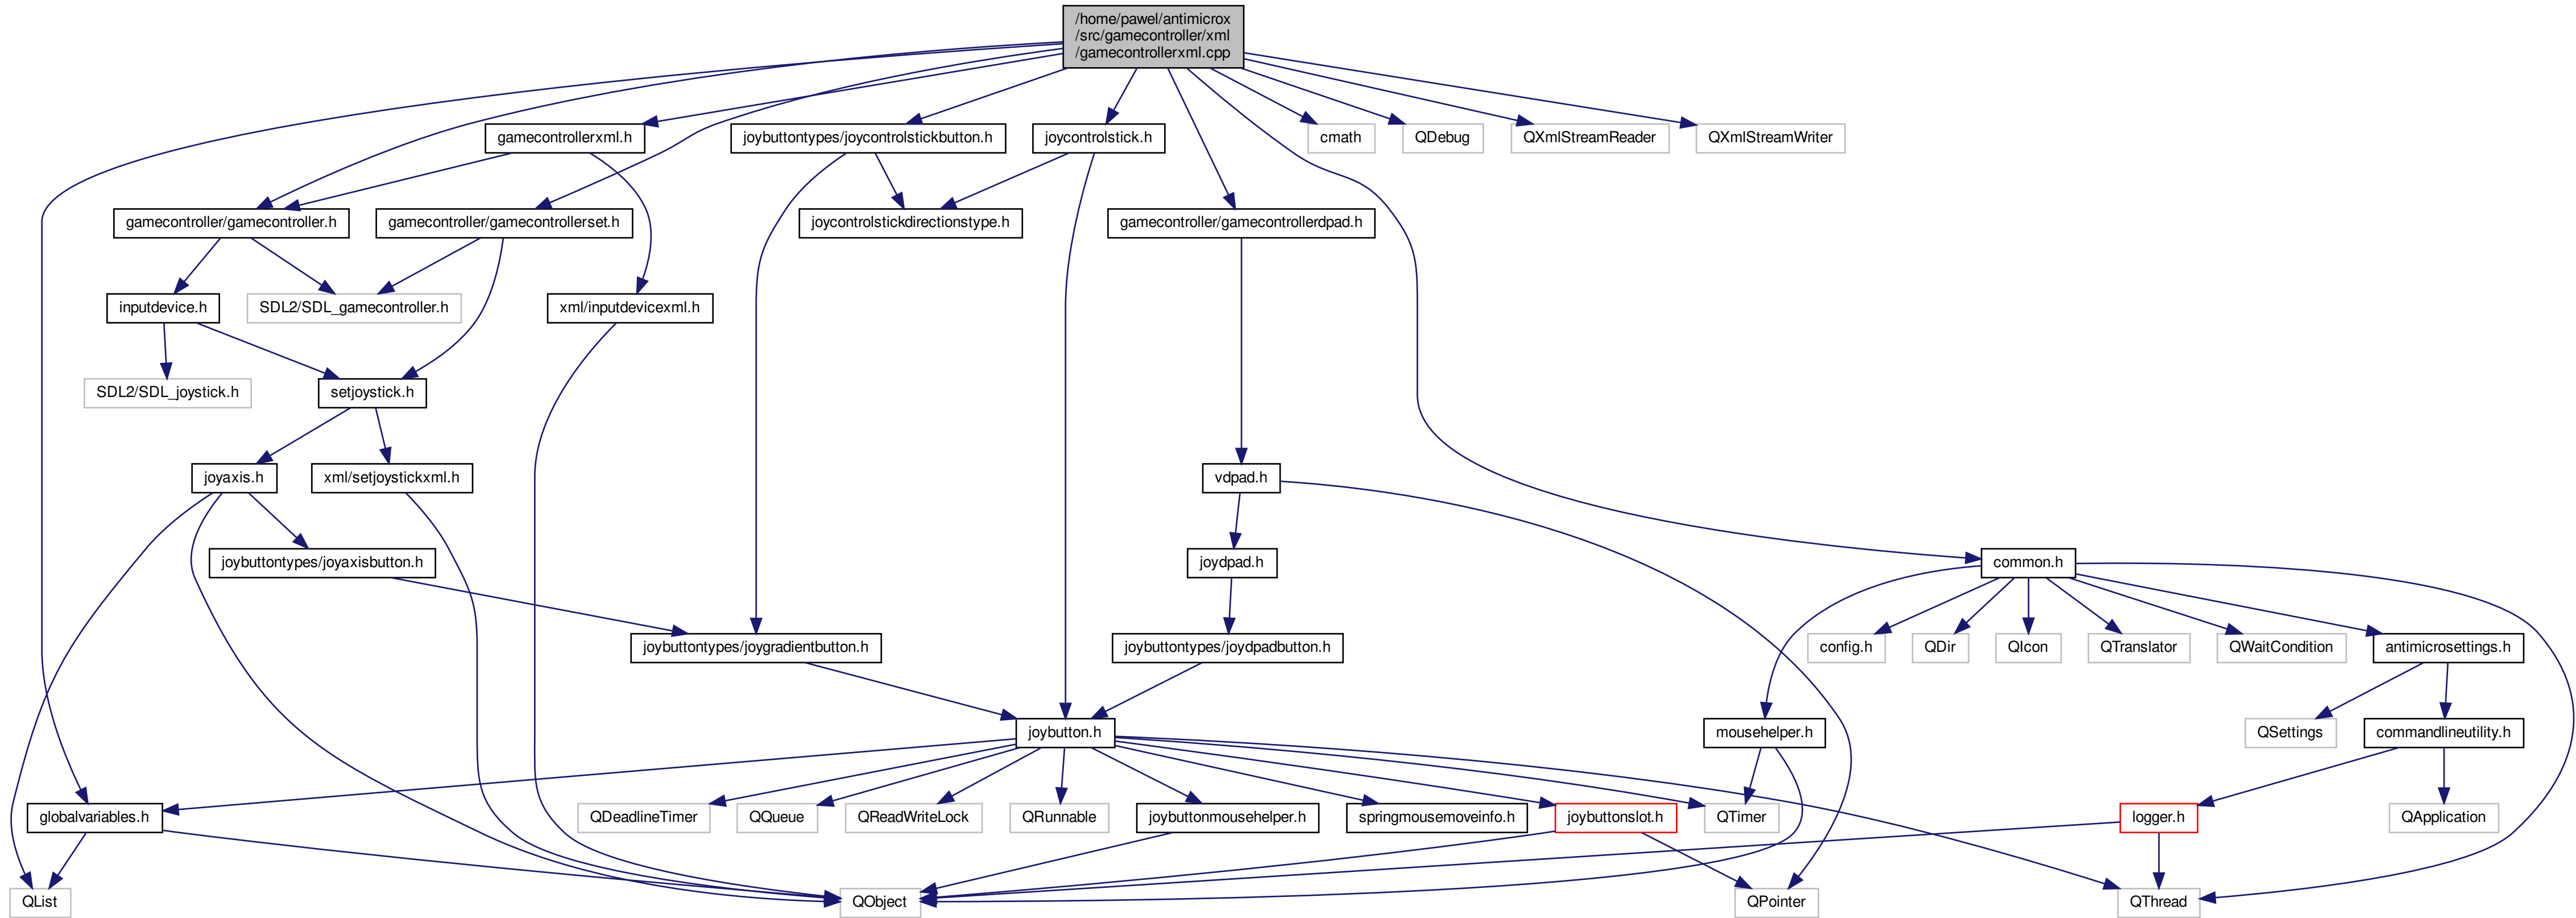 /home/pawel/antimicrox
/src/gamecontroller/xml
/gamecontrollerxml.cpp
gamecontrollerxml.h
joybuttontypes/joycontrolstickbutton.h
joycontrolstick.h
cmath
QDebug
QXmlStreamReader
QXmlStreamWriter
gamecontroller/gamecontroller.h
gamecontroller/gamecontrollerset.h
joycontrolstickdirectionstype.h
gamecontroller/gamecontrollerdpad.h
inputdevice.h
SDL2/SDL_gamecontroller.h
xml/inputdevicexml.h
SDL2/SDL_joystick.h
setjoystick.h
joyaxis.h
xml/setjoystickxml.h
vdpad.h
joybuttontypes/joyaxisbutton.h
joydpad.h
common.h
joybuttontypes/joygradientbutton.h
joybuttontypes/joydpadbutton.h
config.h
QDir
QIcon
QTranslator
QWaitCondition
antimicrosettings.h
joybutton.h
mousehelper.h
QSettings
commandlineutility.h
globalvariables.h
QDeadlineTimer
QQueue
QReadWriteLock
QRunnable
joybuttonmousehelper.h
springmousemoveinfo.h
joybuttonslot.h
QTimer
logger.h
QApplication
QList
QObject
QPointer
QThread